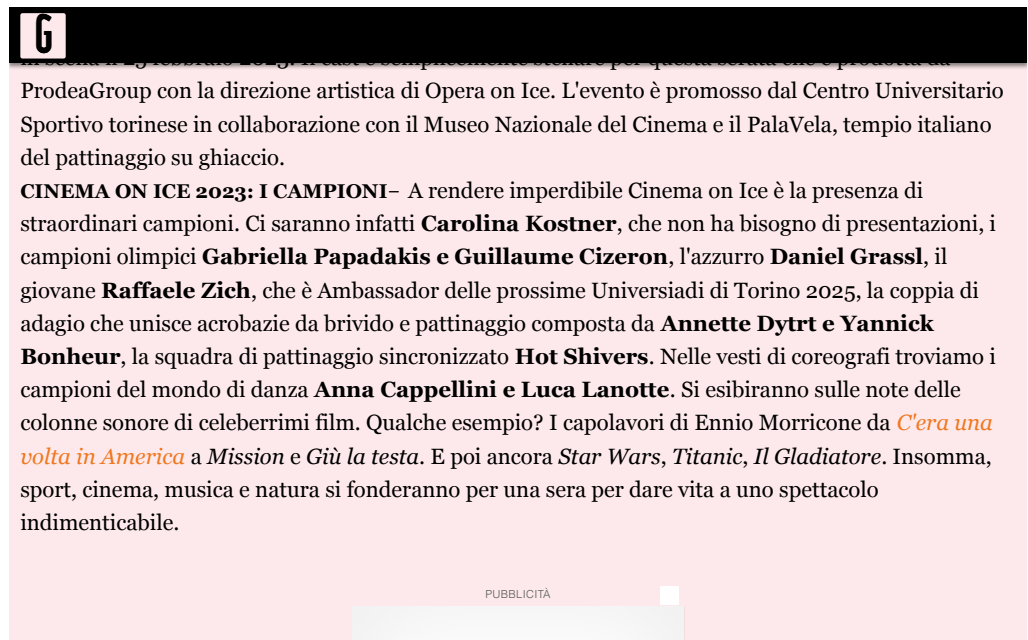 G
ProdeaGroup con la direzione artistica di Opera on Ice. L'evento è promosso dal Centro Universitario
Sportivo torinese in collaborazione con il Museo Nazionale del Cinema e il PalaVela, tempio italiano
del pattinaggio su ghiaccio.
CINEMA ON ICE 2023: I CAMPIONI– A rendere imperdibile Cinema on Ice è la presenza di
straordinari campioni. Ci saranno infatti Carolina Kostner, che non ha bisogno di presentazioni, i
campioni olimpici Gabriella Papadakis e Guillaume Cizeron, l'azzurro Daniel Grassl, il
giovane Raffaele Zich, che è Ambassador delle prossime Universiadi di Torino 2025, la coppia di
adagio che unisce acrobazie da brivido e pattinaggio composta da Annette Dytrt e Yannick
Bonheur, la squadra di pattinaggio sincronizzato Hot Shivers. Nelle vesti di coreografi troviamo i
campioni del mondo di danza Anna Cappellini e Luca Lanotte. Si esibiranno sulle note delle
colonne sonore di celeberrimi film. Qualche esempio? I capolavori di Ennio Morricone da C'era una
volta in America a Mission e Giù la testa. E poi ancora Star Wars, Titanic, Il Gladiatore. Insomma,
sport, cinema, musica e natura si fonderanno per una sera per dare vita a uno spettacolo
indimenticabile.
PUBBLICITÀ